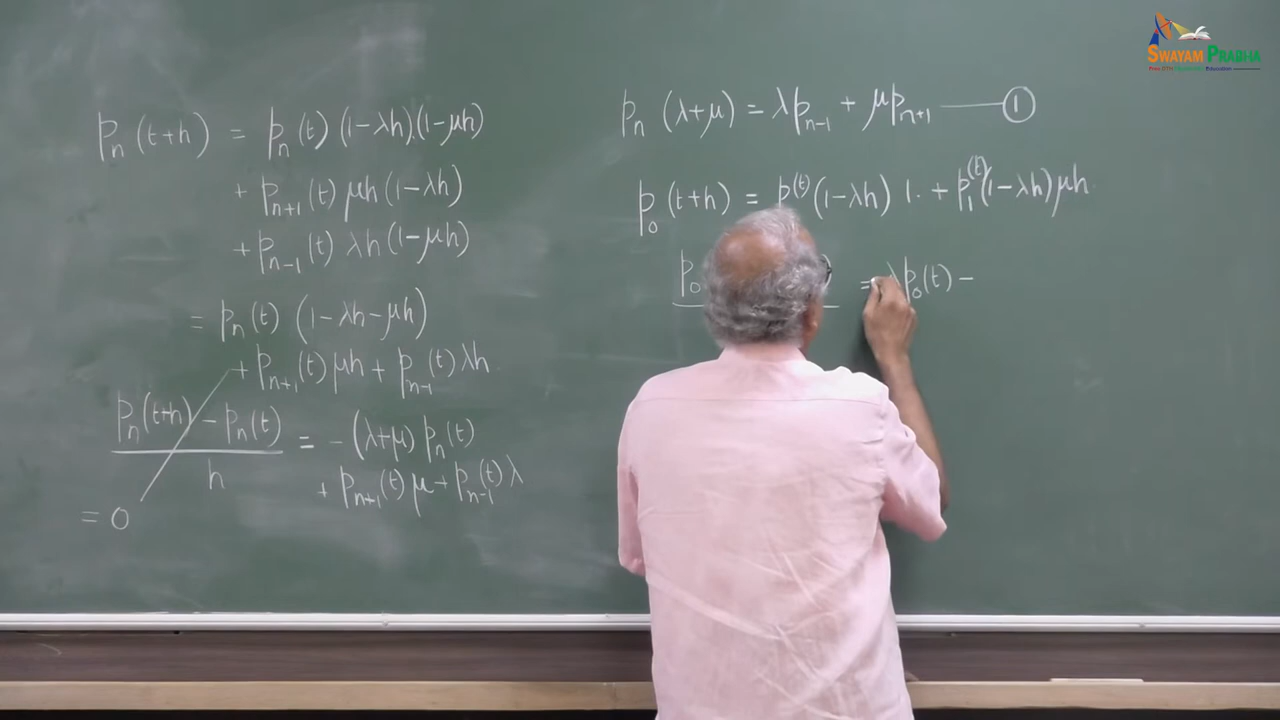 pₙ(t+h) = pₙ(t)(1-λh)(1-μh)
+ pₙ₊₁(t) μh(1-λh)
+ pₙ₋₁(t) λh(1-μh)
= pₙ(t) (1-λh-μh)
+ pₙ₊₁(t) μh + pₙ₋₁(t) λh
pₙ(t+h) - pₙ(t) = -(λ+μ) pₙ(t)
h
+ pₙ₊₁(t) μ + pₙ₋₁(t) λ
= 0
pₙ(λ+μ) = λpₙ₋₁ + μpₙ₊₁ —— ①
p₀(t+h) = p(t)(1-λh) 1. + p₁(t)(1-λh)μh
p₀ = λp₀(t) -
SWAYAM PRABHA